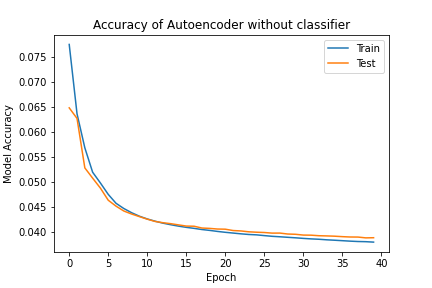 Accuracy of Autoencoder without classifier
Train
Test
Model Accuracy
0.075
0.070
0.065
0.060
0.055
0.050
0.045
0.040
0 5 10 15 20 25 30 35 40
Epoch